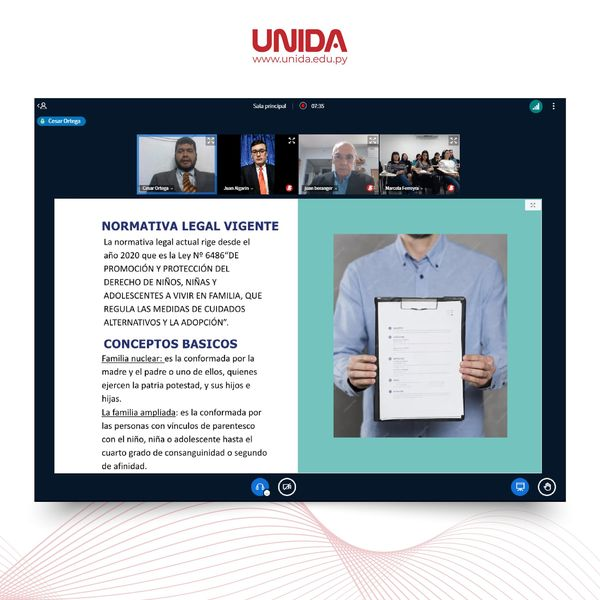 UNIDA
www.unida.edu.py
Sala principal
07:35
Cesar Ortega
Cesar Ortega
Juan Algarin
juan beranger
Marcela Ferreyra
NORMATIVA LEGAL VIGENTE
La normativa legal actual rige desde el
año 2020 que es la Ley Nº 6486“DE
PROMOCIÓN Y PROTECCIÓN DEL
DERECHO DE NIÑOS, NIÑAS Y
ADOLESCENTES A VIVIR EN FAMILIA, QUE
REGULA LAS MEDIDAS DE CUIDADOS
ALTERNATIVOS Y LA ADOPCIÓN”.
CONCEPTOS BASICOS
Familia nuclear: es la conformada por la
madre y el padre o uno de ellos, quienes
ejercen la patria potestad, y sus hijos e
hijas.
La familia ampliada: es la conformada por
las personas con vínculos de parentesco
con el niño, niña o adolescente hasta el
cuarto grado de consanguinidad o segundo
de afinidad.